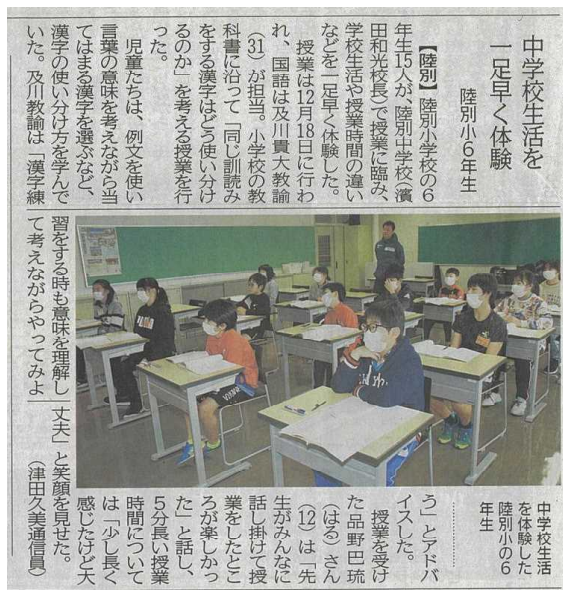 中学校生活を
一足早く体験
陸別小６年生
【陸別】陸別小学校の６
年生15人が、陸別中学校（濱
田和光校長）で授業に臨み、
学校生活や授業時間の違い
などを一足早く体験した。
授業は12月18日に行わ
れ、国語は及川貴大教諭
（31）が担当。小学校の教
科書に沿って「同じ訓読み
をする漢字はどう使い分け
るのか」を考える授業を行
った。
児童たちは、例文を使い
言葉の意味を考えながら当
てはまる漢字を選ぶなど、
漢字の使い分け方を学んで
いた。及川教諭は「漢字練
習をする時も意味を理解し
て考えながらやってみよ
う」とアドバ
イスした。
授業を受け
た品野巴琉
（はる）さん
（12）は「先
生がみんなに
話し掛けて授
業をしたとこ
ろが楽しかっ
た」と話し、
５分長い授業
時間について
は「少し長く
感じたけど大
丈夫」と笑顔を見せた。
（津田久美通信員）
中学校生活
を体験した
陸別小の６
年生